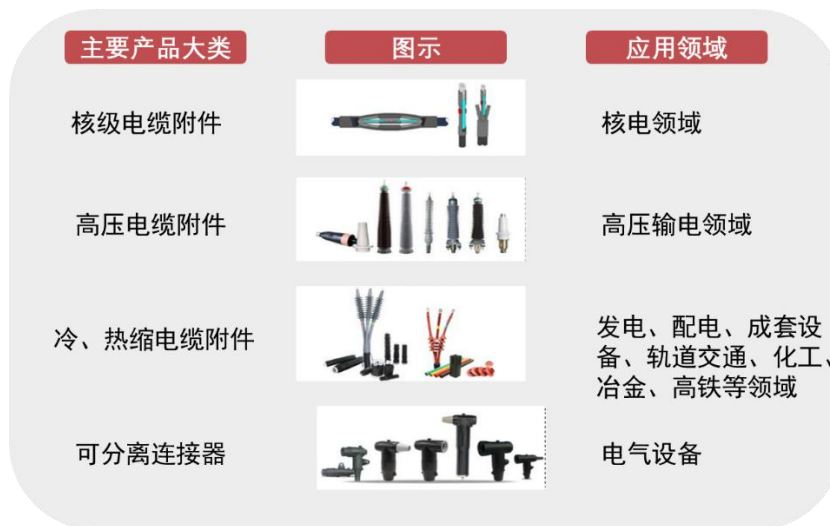 主要产品大类 图示 应用领域
核级电缆附件 核电领域
高压电缆附件 高压输电领域
冷、热缩电缆附件 发电、配电、成套设
备、轨道交通、化工、
冶金、高铁等领域
可分离连接器 电气设备